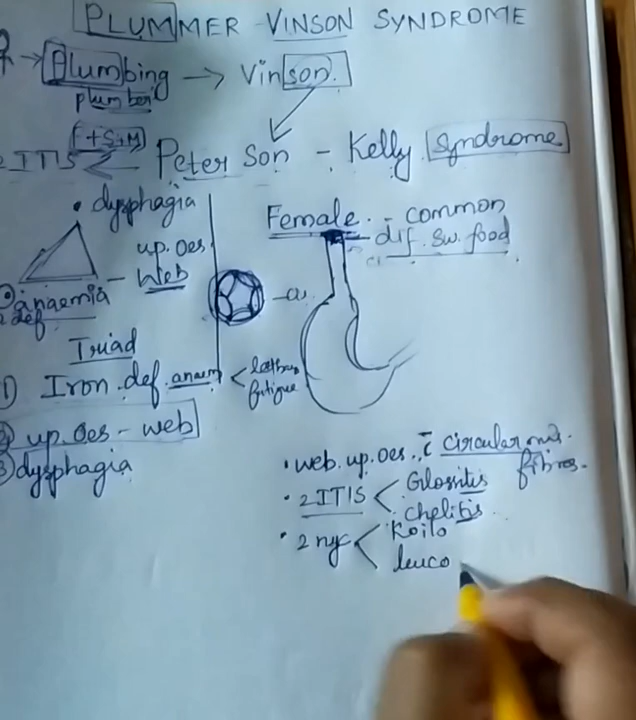 PLUMMER - VINSON SYNDROME
Plumbing → Vinson.
plumber
F+S+M
2 ITIS < Peter Son - Kelly Syndrome
• dysphagia
up. Oes
Web
anaemia
def
Female. - common
dif. Sw. food
Triad
① Iron. def. anaem <
fatigue
② up. Oes - web
③ dysphagia
• web. up. oes. c̄ circular mus.
fibres.
• 2 ITIS < Glossitis
Chelitis
• 2 nyc < Koilo
leuco